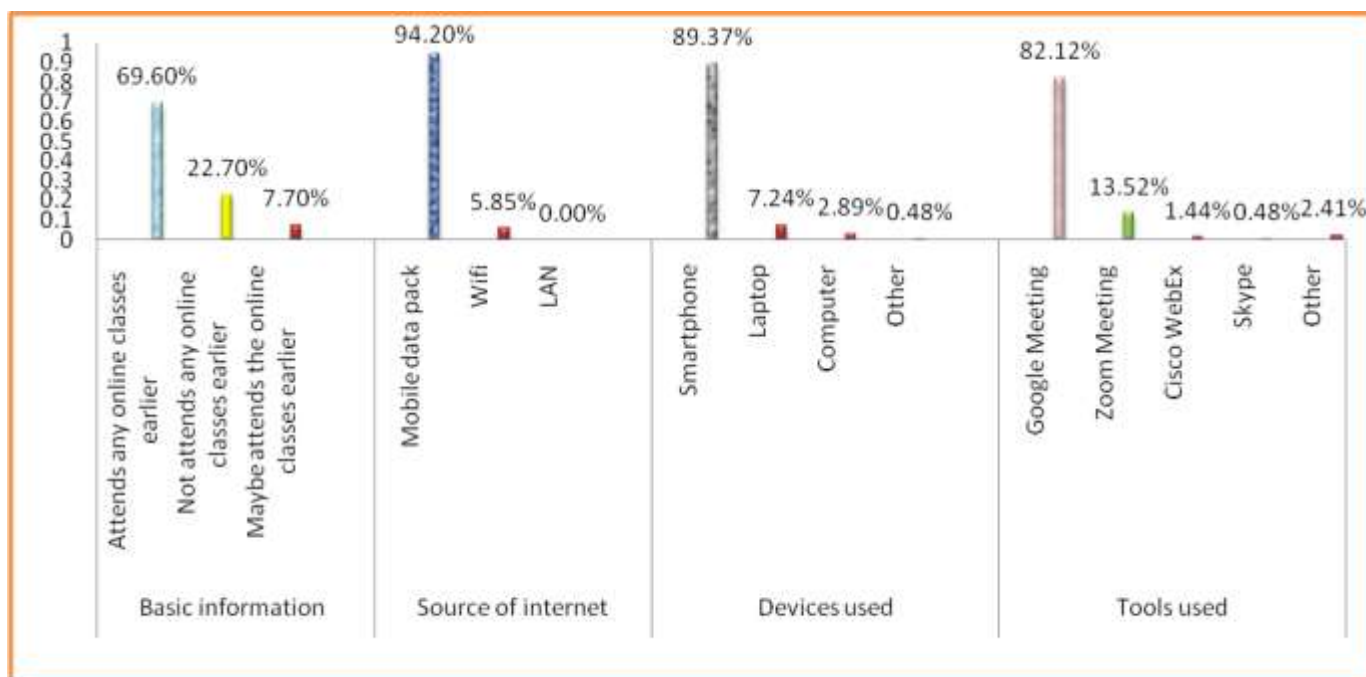 1
0.9
0.8
0.7
0.6
0.5
0.4
0.3
0.2
0.1
0
69.60%
22.70%
7.70%
94.20%
5.85%
0.00%
89.37%
7.24%
2.89%
0.48%
82.12%
13.52%
1.44%
0.48%
2.41%
Attends any online classes
earlier
Not attends any online
classes earlier
Maybe attends the online
classes earlier
Mobile data pack
Wifi
LAN
Smartphone
Laptop
Computer
Other
Google Meeting
Zoom Meeting
Cisco WebEx
Skype
Other
Basic information
Source of internet
Devices used
Tools used